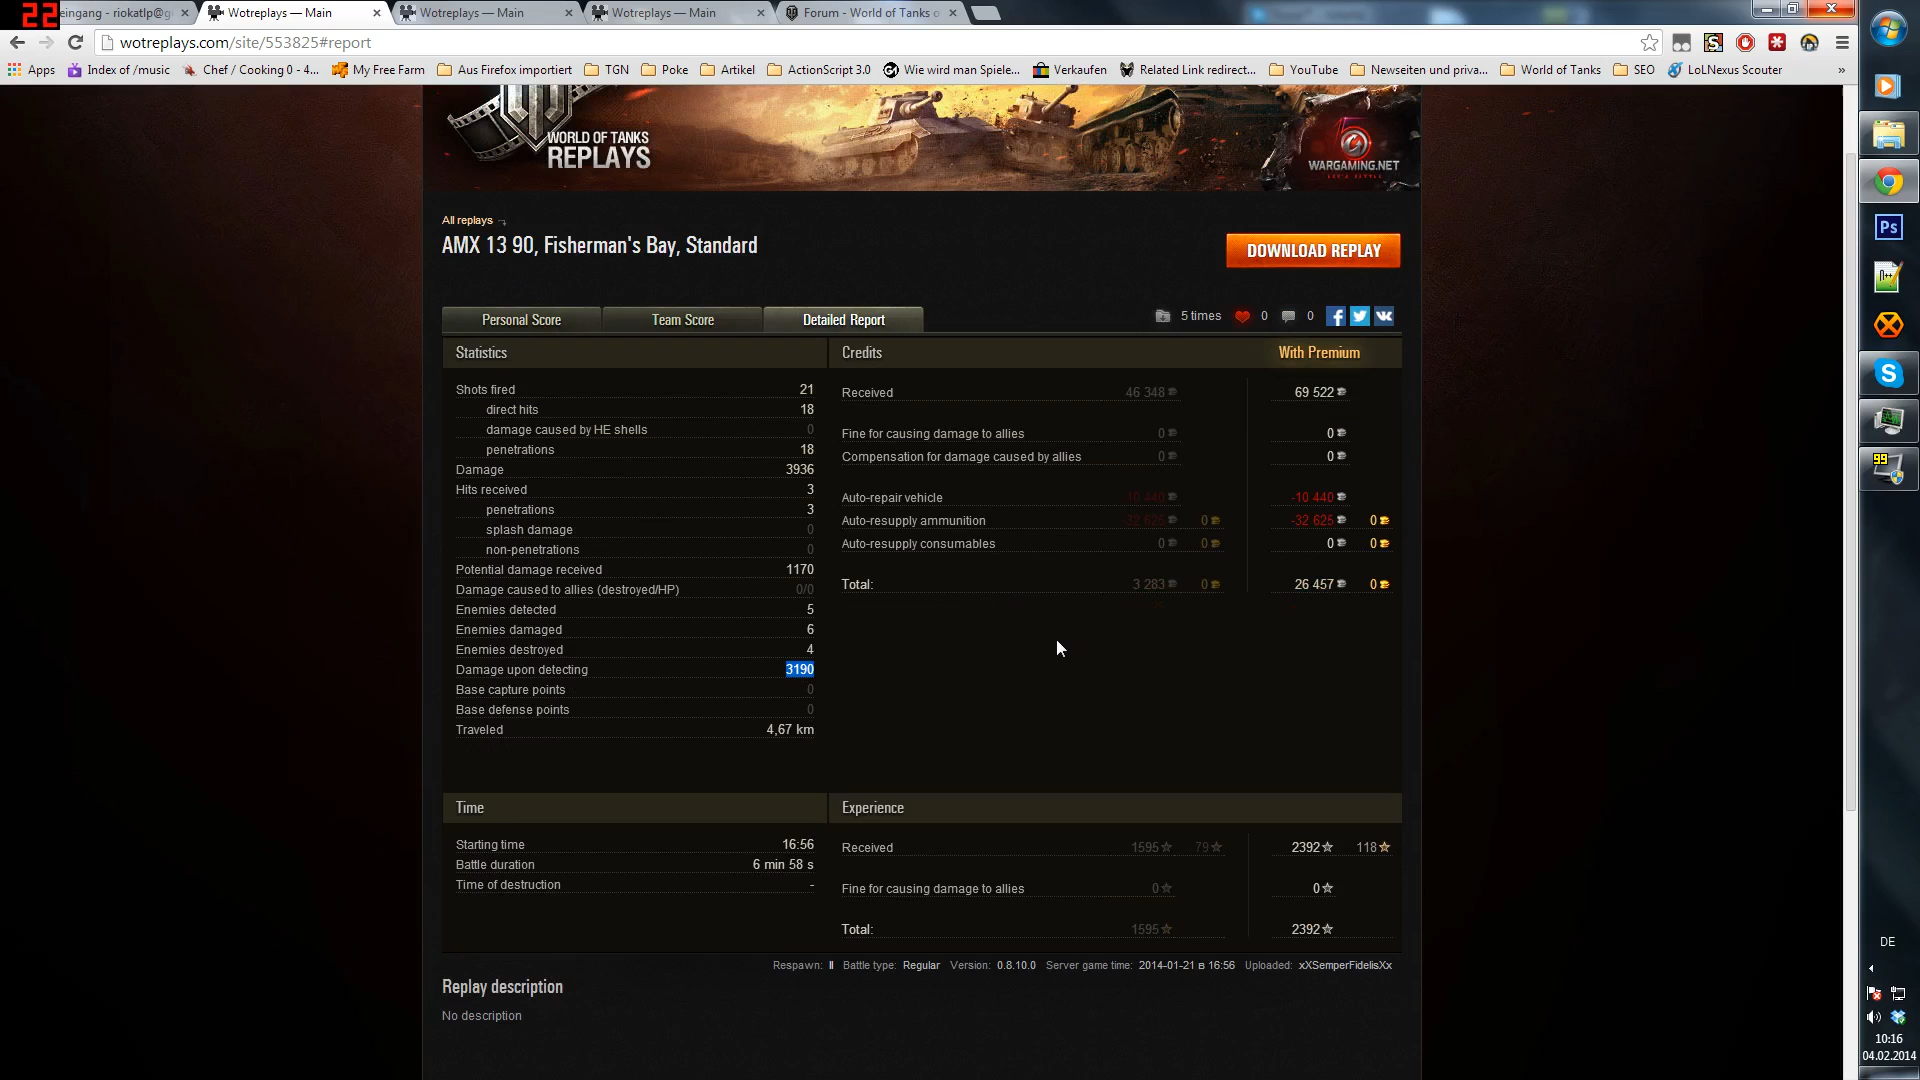 22
eingang - riokatlp@g
Wotreplays — Main
Wotreplays — Main
Wotreplays — Main
Forum - World of Tanks o
wotreplays.com/site/553825#report
Apps
Index of /music
Chef / Cooking 0 - 4...
My Free Farm
Aus Firefox importiert
TGN
Poke
Artikel
ActionScript 3.0
Wie wird man Spiele...
Verkaufen
Related Link redirect...
YouTube
Newseiten und priva...
World of Tanks
SEO
LoLNexus Scouter
»
WORLD OF TANKS
REPLAYS
WARGAMING.NET
LET'S BATTLE
All replays
AMX 13 90, Fisherman's Bay, Standard
DOWNLOAD REPLAY
Personal Score
Team Score
Detailed Report
5 times
0
0
Statistics
Shots fired 21
direct hits 18
damage caused by HE shells 0
penetrations 18
Damage 3936
Hits received 3
penetrations 3
splash damage 0
non-penetrations 0
Potential damage received 1170
Damage caused to allies (destroyed/HP) 0/0
Enemies detected 5
Enemies damaged 6
Enemies destroyed 4
Damage upon detecting 3190
Base capture points 0
Base defense points 0
Traveled 4,67 km
Credits With Premium
Received 46 348 69 522
Fine for causing damage to allies 0 0
Compensation for damage caused by allies 0 0
Auto-repair vehicle -10 440 -10 440
Auto-resupply ammunition -32 625 0 -32 625 0
Auto-resupply consumables 0 0 0 0
Total: 3 283 0 26 457 0
Time
Starting time 16:56
Battle duration 6 min 58 s
Time of destruction -
Experience
Received 1595 79 2392 118
Fine for causing damage to allies 0 0
Total: 1595 2392
Respawn: II Battle type: Regular Version: 0.8.10.0 Server game time: 2014-01-21 в 16:56 Uploaded: xXSemperFidelisXx
Replay description
No description
Ps
99
DE
10:16
04.02.2014